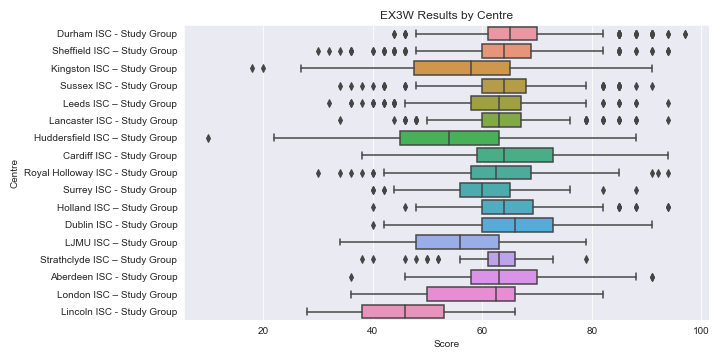 EX3W Results by Centre
Centre
Durham ISC - Study Group
Sheffield ISC – Study Group
Kingston ISC – Study Group
Sussex ISC - Study Group
Leeds ISC – Study Group
Lancaster ISC - Study Group
Huddersfield ISC – Study Group
Cardiff ISC - Study Group
Royal Holloway ISC - Study Group
Surrey ISC - Study Group
Holland ISC – Study Group
Dublin ISC - Study Group
LJMU ISC – Study Group
Strathclyde ISC - Study Group
Aberdeen ISC - Study Group
London ISC – Study Group
Lincoln ISC - Study Group
20 40 60 80 100
Score